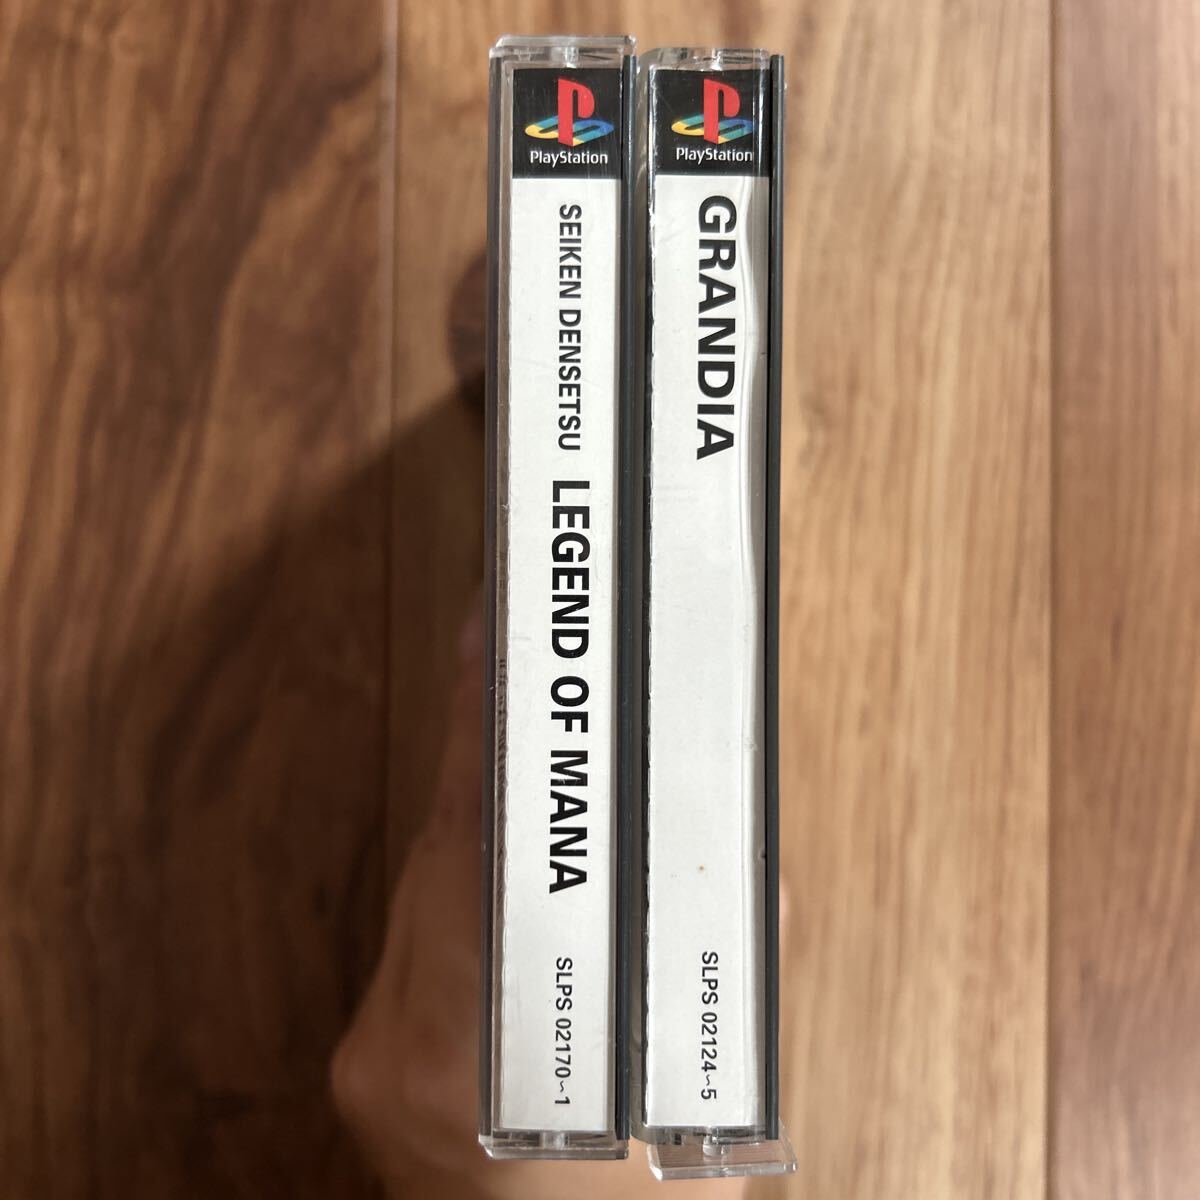 PlayStation
SEIKEN DENSETSU LEGEND OF MANA
SLPS 02170~1
PlayStation
GRANDIA
SLPS 02124~5